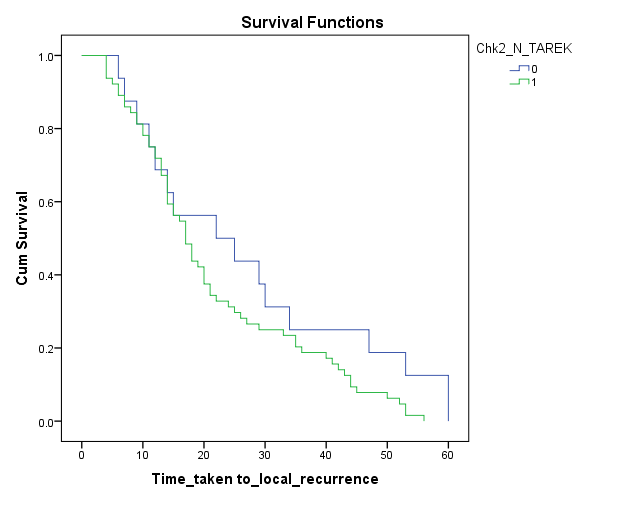 Survival Functions
Chk2_N_TAREK
0
1
Cum Survival
1.0
0.8
0.6
0.4
0.2
0.0
0 10 20 30 40 50 60
Time_taken to_local_recurrence